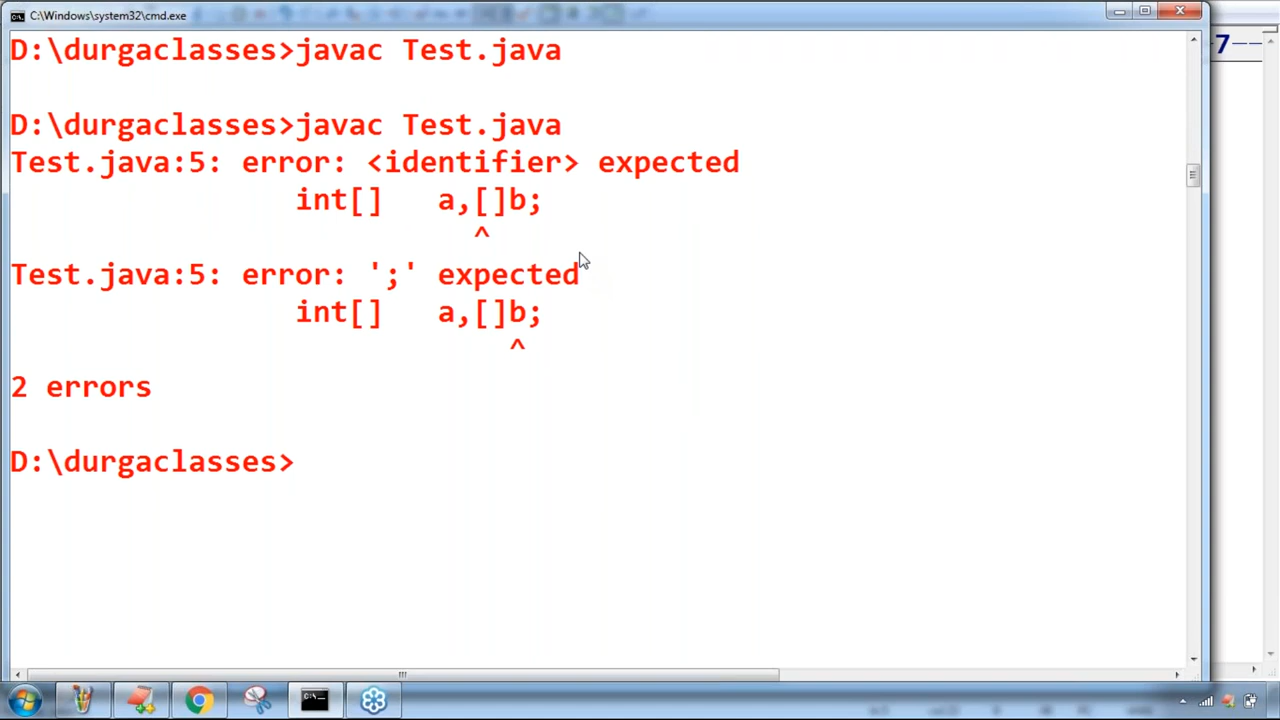 C:\Windows\system32\cmd.exe
D:\durgaclasses>javac Test.java
7--
D:\durgaclasses>javac Test.java
Test.java:5: error: <identifier> expected
int[]   a,[]b;
^
Test.java:5: error: ';' expected
int[]   a,[]b;
^
2 errors
D:\durgaclasses>